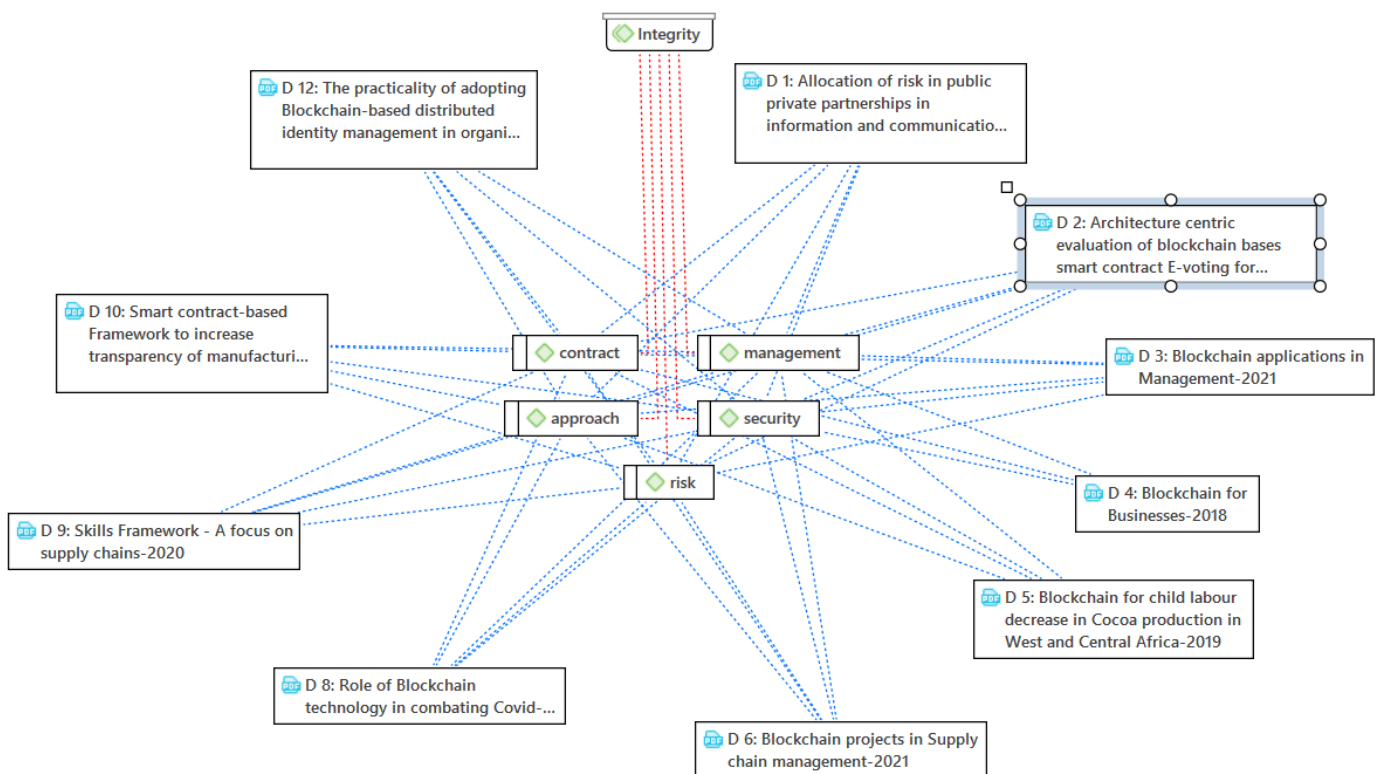 Integrity
D 12: The practicality of adopting
Blockchain-based distributed
identity management in organi...
D 1: Allocation of risk in public
private partnerships in
information and communicatio...
D 2: Architecture centric
evaluation of blockchain bases
smart contract E-voting for...
D 10: Smart contract-based
Framework to increase
transparency of manufacturi...
contract
management
D 3: Blockchain applications in
Management-2021
approach
security
risk
D 4: Blockchain for
Businesses-2018
D 9: Skills Framework - A focus on
supply chains-2020
D 5: Blockchain for child labour
decrease in Cocoa production in
West and Central Africa-2019
D 8: Role of Blockchain
technology in combating Covid-...
D 6: Blockchain projects in Supply
chain management-2021